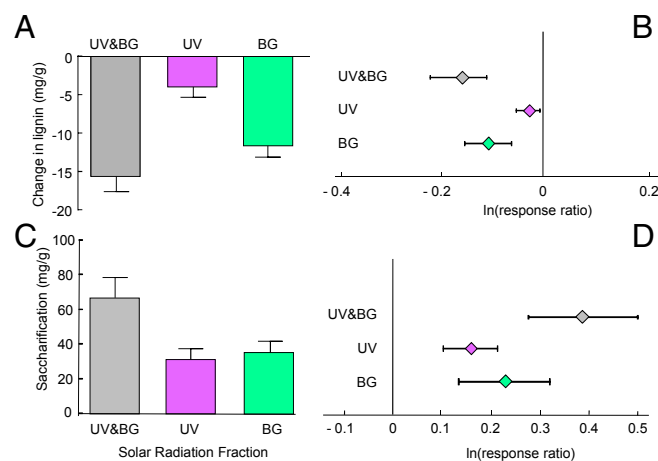 A
UV&BG UV BG
0
-5
-10
-15
-20
Change in lignin (mg/g)
B
UV&BG
UV
BG
- 0.4 - 0.2 0 0.2
ln(response ratio)
C
100
80
60
40
20
0
Saccharification (mg/g)
UV&BG UV BG
Solar Radiation Fraction
D
UV&BG
UV
BG
- 0.1 0 0.1 0.2 0.3 0.4 0.5
ln(response ratio)